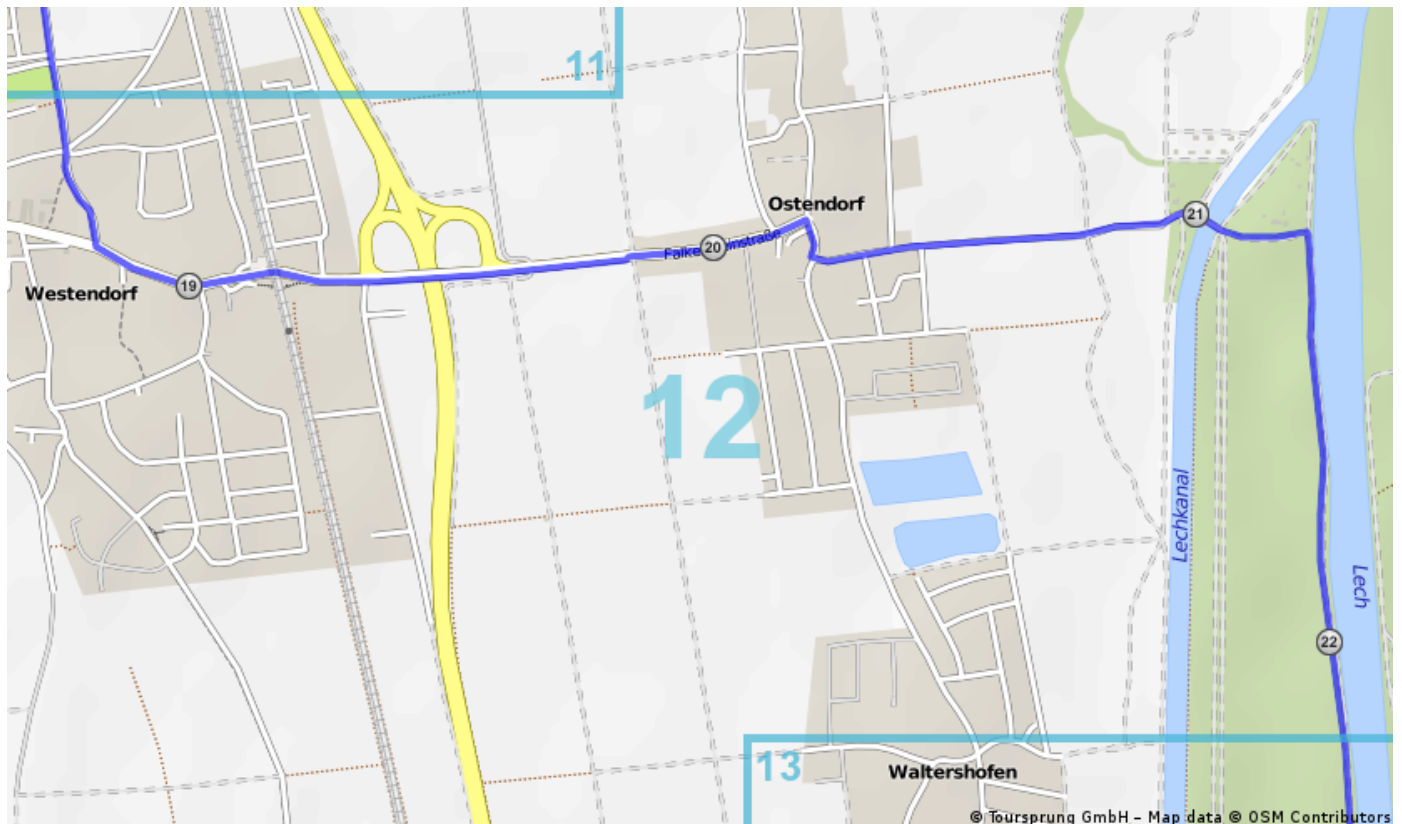 11
Ostendorf
21
20
19
Westendorf
12
Lechkanal
Lech
22
13
Waltershofen
© Toursprung GmbH – Map data © OSM Contributors